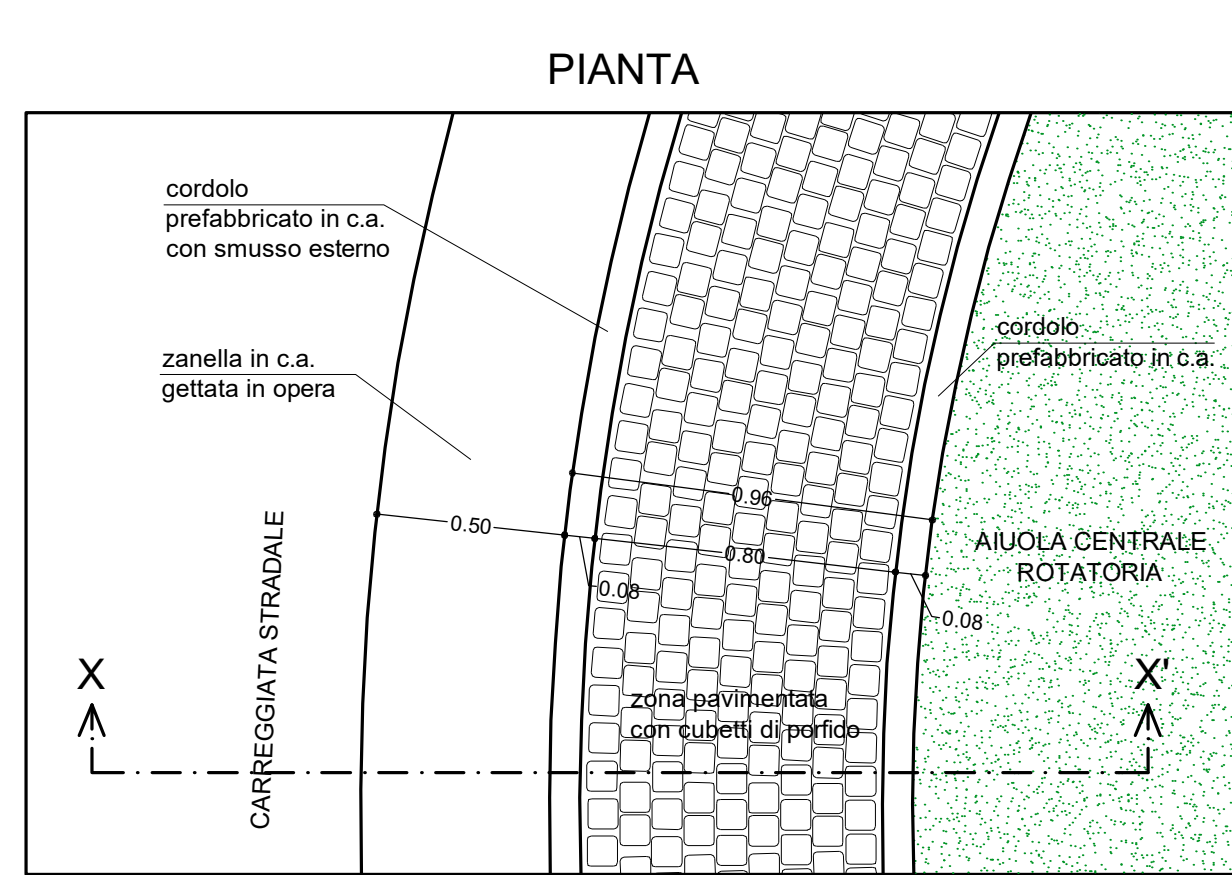 PIANTA
cordolo
prefabbricato in c.a.
con smusso esterno
zanella in c.a.
gettata in opera
cordolo
prefabbricato in c.a.
0.96
0.50
0.80
0.08
0.08
CARREGGIATA STRADALE
AIUOLA CENTRALE
ROTATORIA
X
X'
zona pavimentata
con cubetti di porfido